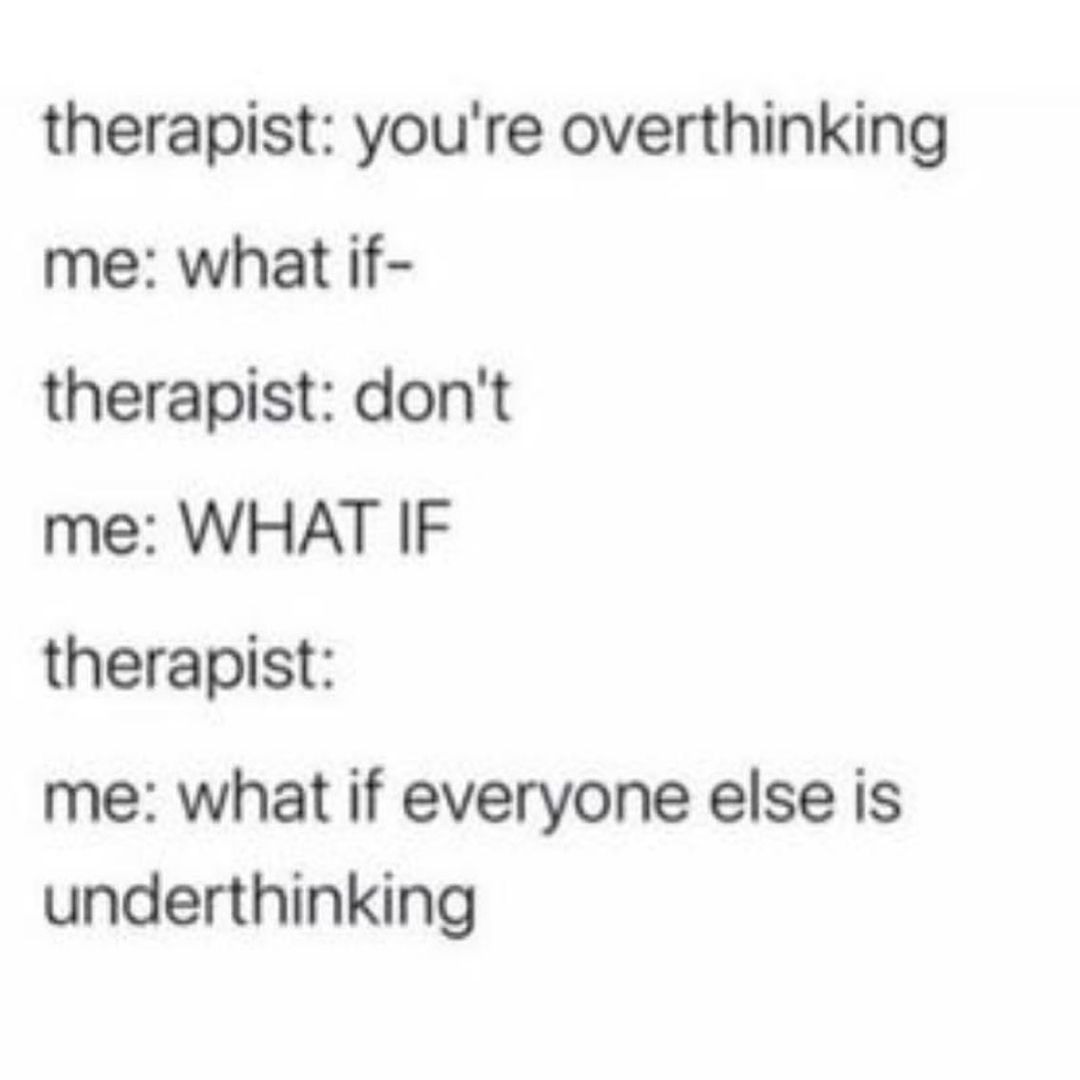 therapist: you're overthinking
me: what if-
therapist: don't
me: WHAT IF
therapist:
me: what if everyone else is
underthinking